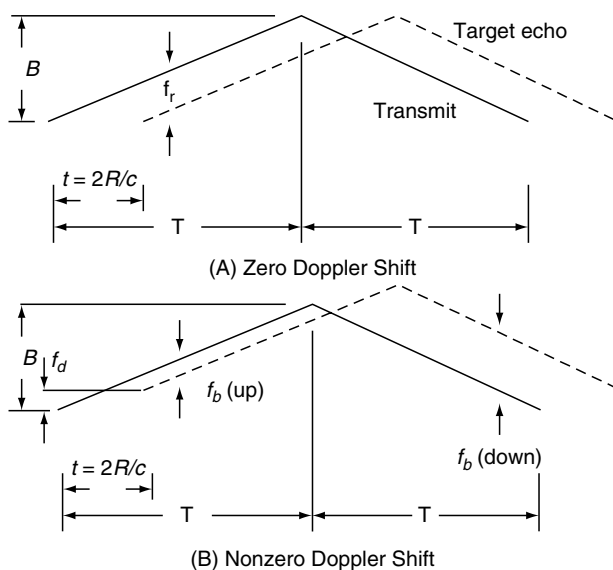 Target echo
B
f_r
Transmit
t = 2R/c
T
T
(A) Zero Doppler Shift
B
f_d
f_b (up)
f_b (down)
t = 2R/c
T
T
(B) Nonzero Doppler Shift